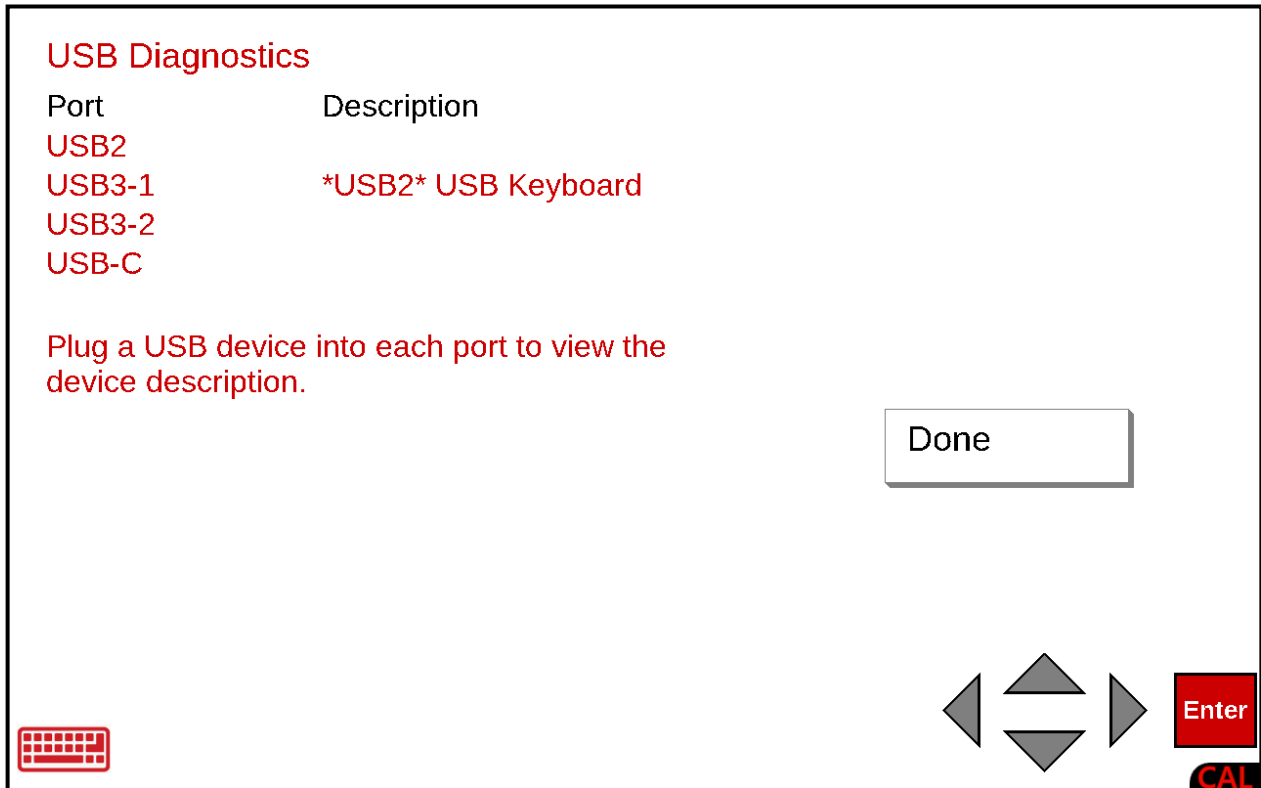 USB Diagnostics
Port Description
USB2
USB3-1 *USB2* USB Keyboard
USB3-2
USB-C
Plug a USB device into each port to view the
device description.
Done
Enter
CAL